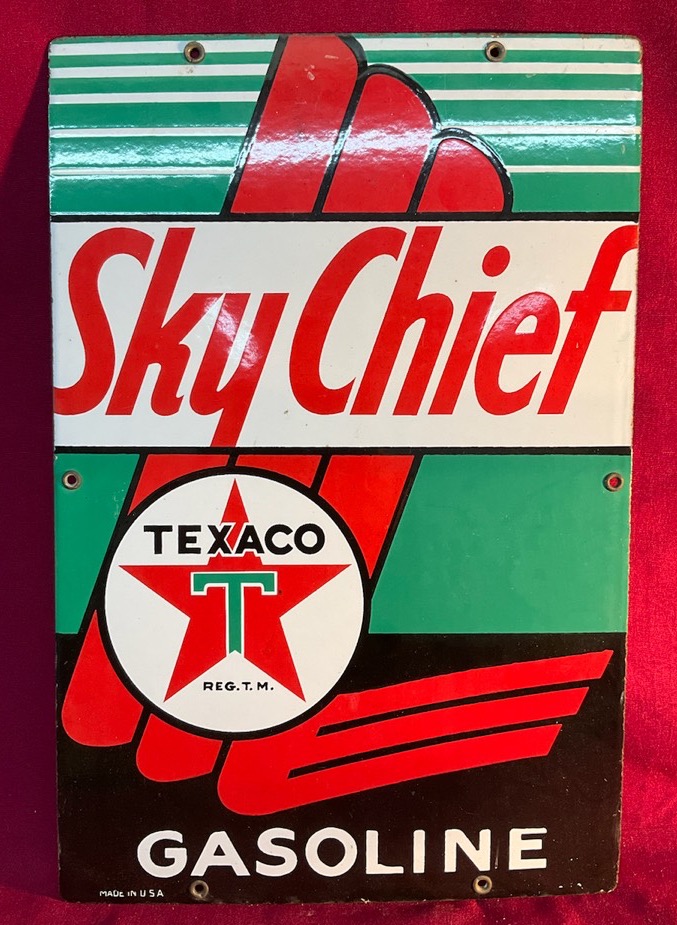 Sky Chief
TEXACO
T
REG. T. M.
GASOLINE
MADE IN U S A